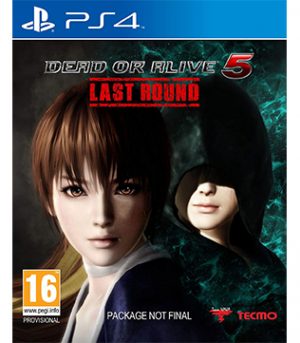 PS4
DEAD OR ALIVE 5
LAST ROUND
16
www.pegi.info
PROVISIONAL
PACKAGE NOT FINAL
TECMO